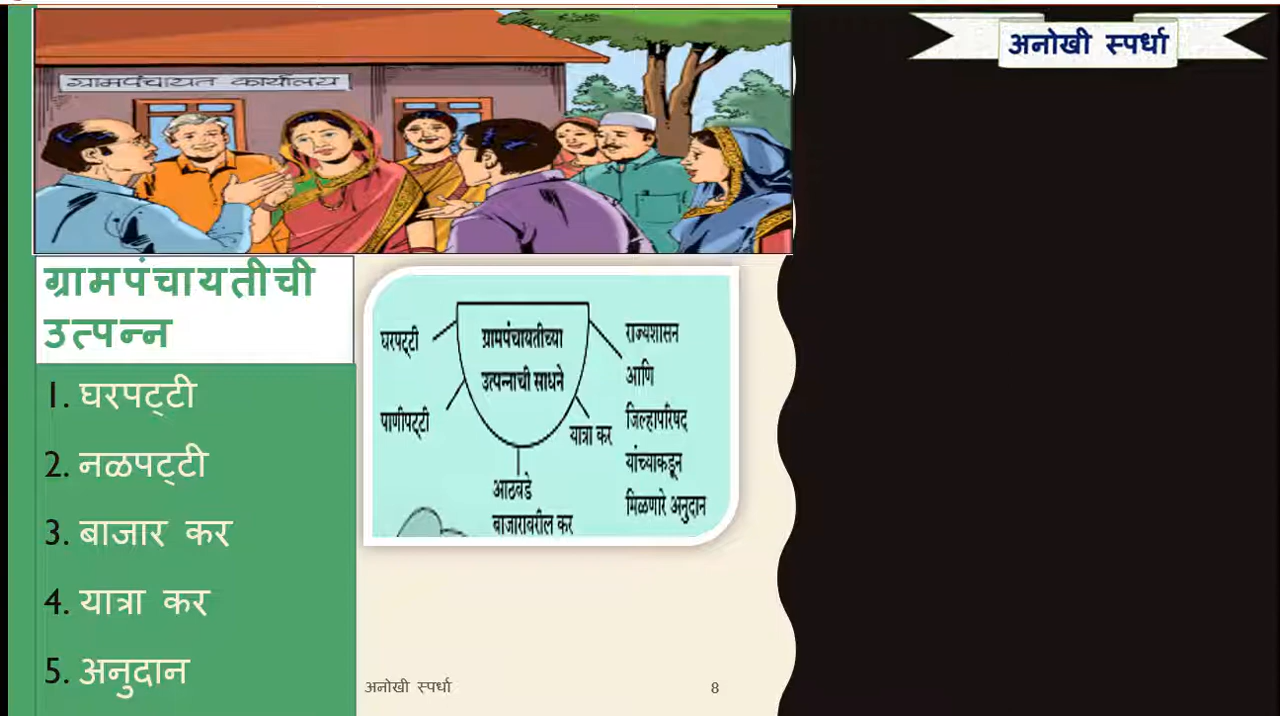 अनोखी स्पर्धा
ग्रामपंचायत कार्यालय
ग्रामपंचायतीची
उत्पन्न
1. घरपट्टी
2. नळपट्टी
3. बाजार कर
4. यात्रा कर
5. अनुदान
ग्रामपंचायतीच्या
उत्पन्नाची साधने
घरपट्टी
पाणीपट्टी
आठवडे
बाजारावरील कर
यात्रा कर
राज्यशासन
आणि
जिल्हापरिषद
यांच्याकडून
मिळणारे अनुदान
अनोखी स्पर्धा
8